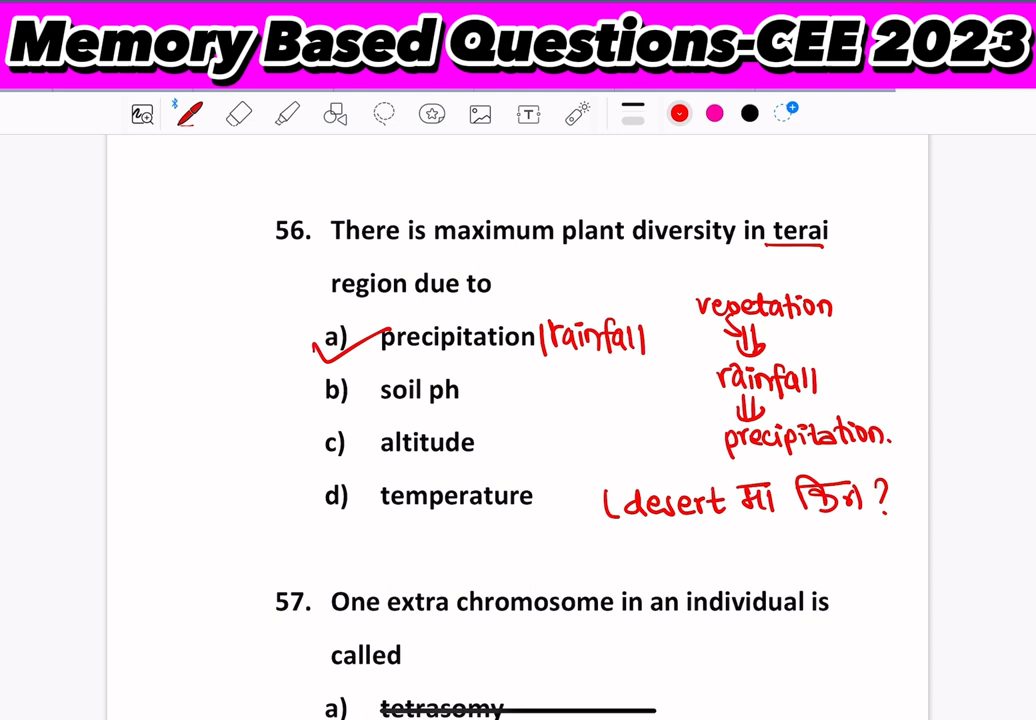 Memory Based Questions-CEE 2023
T
56. There is maximum plant diversity in terai
region due to
vegetation
a) precipitation|rainfall
rainfall
b) soil ph
precipitation.
c) altitude
d) temperature
(desert मा किन) ?
57. One extra chromosome in an individual is
called
a) tetrasomy